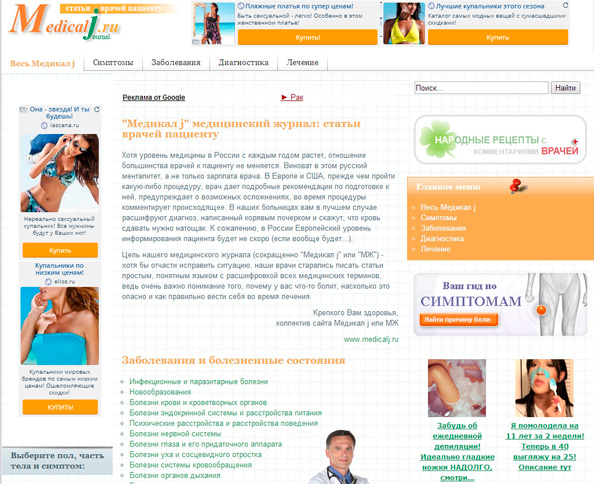 статьи врачей пациенту
Medicalj.ru
journal
Пляжные платья по супер ценам!
Быть сексуальной - легко! Особенно в этом
женственном платье!
Купить!
Лучшие купальники этого сезона
Каталог самых модных вещей с сумасшедшими
скидками!
Купить!
Весь Медикал j
Симптомы
Заболевания
Диагностика
Лечение
Реклама от Google
► Рак
Поиск...
Найти
Она - звезда! И ты
будешь!
lascana.ru
Нереально сексуальный
купальник! Все мужчины
будут у Ваших ног!
Купить
Купальники по
низким ценам!
elios.ru
Купальники мировых
брендов по самым низким
ценам! Ошеломляющие
скидки!
КУПИТЬ!
Выберите пол, часть
тела и симптом:
"Медикал j" медицинский журнал: статьи
врачей пациенту
Хотя уровень медицины в России с каждым годом растет, отношение
большинства врачей к пациенту не меняется. Виноват в этом русский
менталитет, а не только зарплата врача. В Европе и США, прежде чем пройти
какую-либо процедуру, врач дает подробные рекомендации по подготовке к
ней, предупреждает о возможных осложнениях, во время процедуры
комментирует происходящее. В наших больницах вам в лучшем случае
расшифруют диагноз, написанный корявым почерком и скажут, что кровь
сдавать нужно натощак. К сожалению, в России Европейский уровень
информирования пациента будет не скоро (если вообще будет...).
Цель нашего медицинского журнала (сокращенно "Медикал j" или "МЖ") -
хотя бы отчасти исправить ситуацию, наши врачи старались писать статьи
простым, понятным языком с расшифровкой всех медицинских терминов,
ведь очень важно понимание того, почему у вас что-то болит, насколько это
опасно и как правильно вести себя во время лечения.
Крепкого Вам здоровья,
коллектив сайта Медикал j или МЖ
www.medicalj.ru
Заболевания и болезненные состояния
Инфекционные и паразитарные болезни
Новообразования
Болезни крови и кроветворных органов
Болезни эндокринной системы и расстройства питания
Психические расстройства и расстройства поведения
Болезни нервной системы
Болезни глаза и его придаточного аппарата
Болезни уха и сосцевидного отростка
Болезни системы кровообращения
Болезни органов дыхания
НАРОДНЫЕ РЕЦЕПТЫ С
КОММЕНТАРИЯМИ ВРАЧЕЙ
Главное меню
Весь Медикал j
Симптомы
Заболевания
Диагностика
Лечение
Ваш гид по
СИМПТОМАМ
Найти причину боли
Забудь об
ежедневной
депиляции!
Идеально гладкие
ножки НАДОЛГО,
смотри...
Я помолодела на
11 лет за 2 недели!
Теперь в 40
выгляжу на 25!
Описание тут